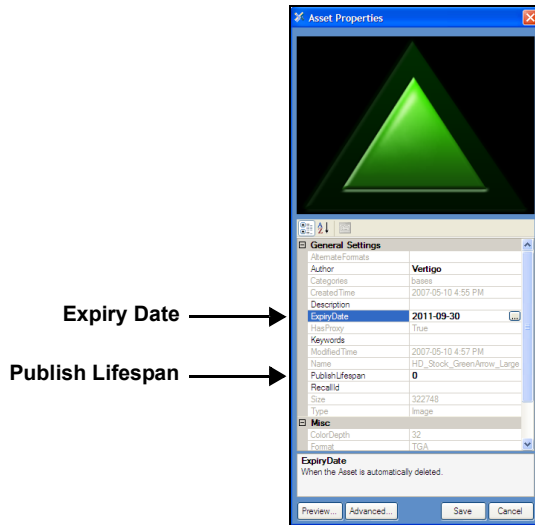 Asset Properties
General Settings
AlternateFormats
Author Vertigo
Categories bases
CreatedTime 2007-05-10 4:55 PM
Description
Expiry Date
ExpiryDate 2011-09-30 ...
HasProxy True
Keywords
ModifiedTime 2007-05-10 4:57 PM
Name HD_Stock_GreenArrow_Large
Publish Lifespan
PublishLifespan 0
RecallId
Size 322748
Type Image
Misc
ColorDepth 32
Format TGA
ExpiryDate
When the Asset is automatically deleted.
Preview... Advanced... Save Cancel